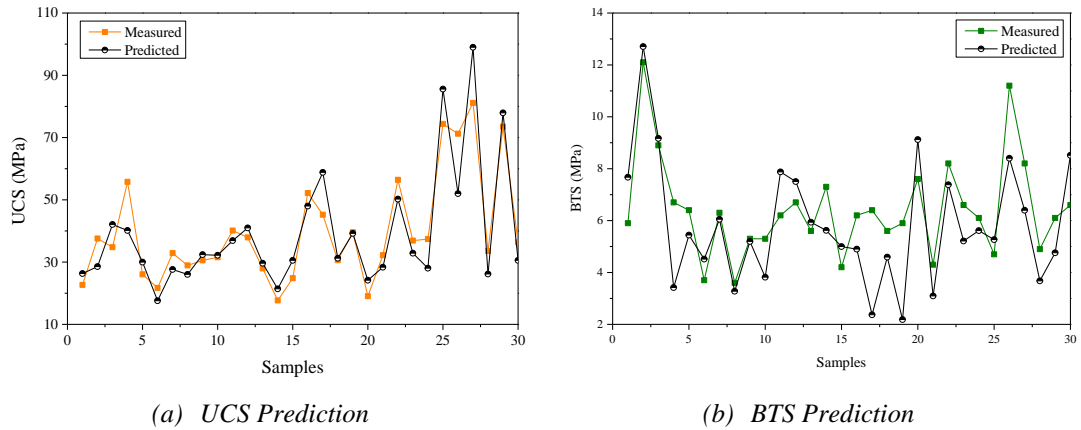 110
90
70
50
30
10
UCS (MPa)
Measured
Predicted
0 5 10 15 20 25 30
Samples
(a) UCS Prediction
14
12
10
8
6
4
2
BTS (MPa)
Measured
Predicted
0 5 10 15 20 25 30
Samples
(b) BTS Prediction